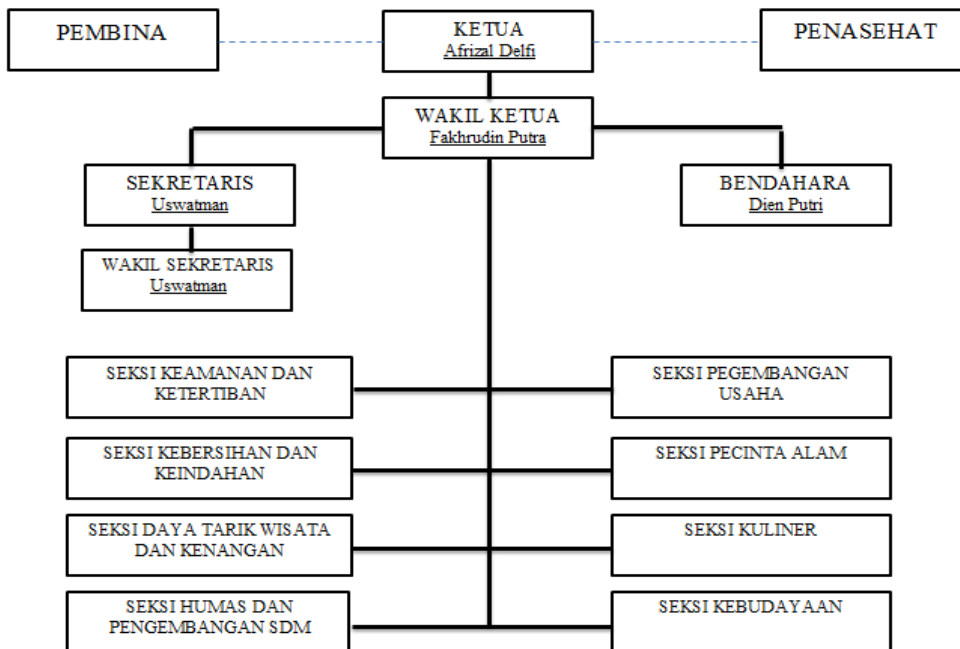 PEMBINA
KETUA
Afrizal Delfi
PENASEHAT
WAKIL KETUA
Fakhrudin Putra
SEKRETARIS
Uswatman
BENDAHARA
Dien Putri
WAKIL SEKRETARIS
Uswatman
SEKSI KEAMANAN DAN
KETERTIBAN
SEKSI PEGEMBANGAN
USAHA
SEKSI KEBERSIHAN DAN
KEINDAHAN
SEKSI PECINTA ALAM
SEKSI DAYA TARIK WISATA
DAN KENANGAN
SEKSI KULINER
SEKSI HUMAS DAN
PENGEMBANGAN SDM
SEKSI KEBUDAYAAN